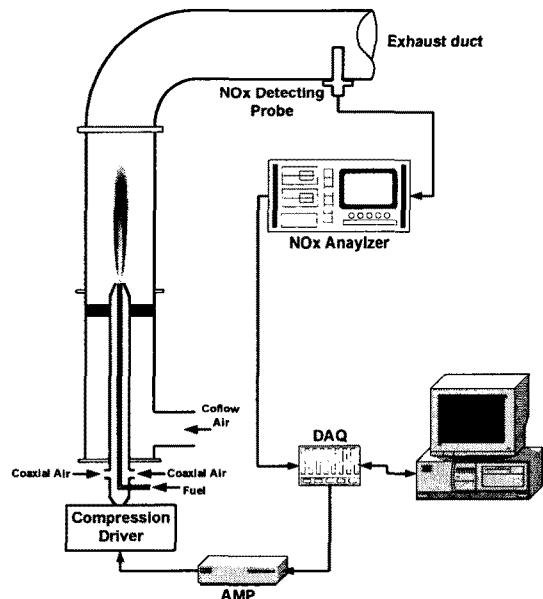 Exhaust duct
NOx Detecting
Probe
NOx Anaylzer
Coflow
Air
DAQ
Coaxial Air
Coaxial Air
Fuel
Compression
Driver
AMP